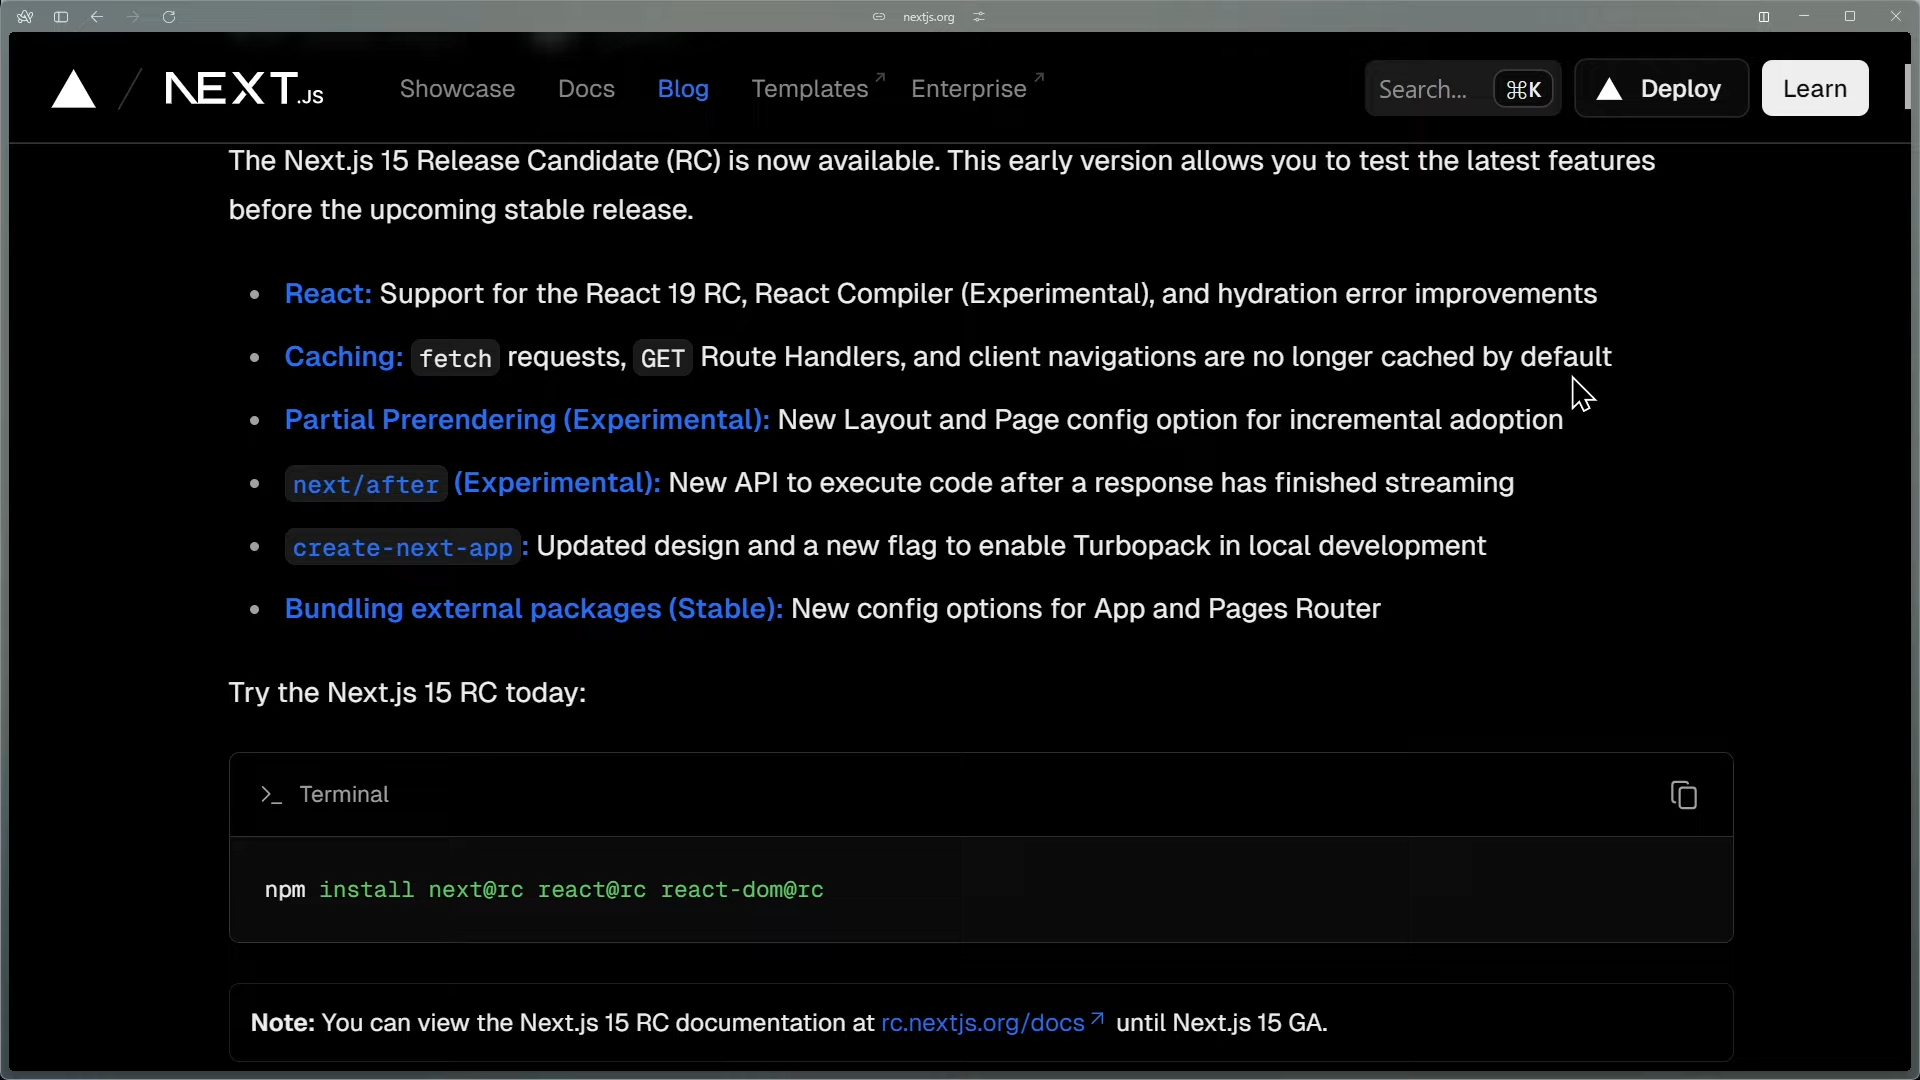 nextjs.org
NEXT.JS Showcase Docs Blog Templates ↗ Enterprise ↗ Search... ⌘K Deploy Learn
The Next.js 15 Release Candidate (RC) is now available. This early version allows you to test the latest features
before the upcoming stable release.
• React: Support for the React 19 RC, React Compiler (Experimental), and hydration error improvements
• Caching: fetch requests, GET Route Handlers, and client navigations are no longer cached by default
• Partial Prerendering (Experimental): New Layout and Page config option for incremental adoption
• next/after (Experimental): New API to execute code after a response has finished streaming
• create-next-app: Updated design and a new flag to enable Turbopack in local development
• Bundling external packages (Stable): New config options for App and Pages Router
Try the Next.js 15 RC today:
>_ Terminal
npm install next@rc react@rc react-dom@rc
Note: You can view the Next.js 15 RC documentation at rc.nextjs.org/docs ↗ until Next.js 15 GA.